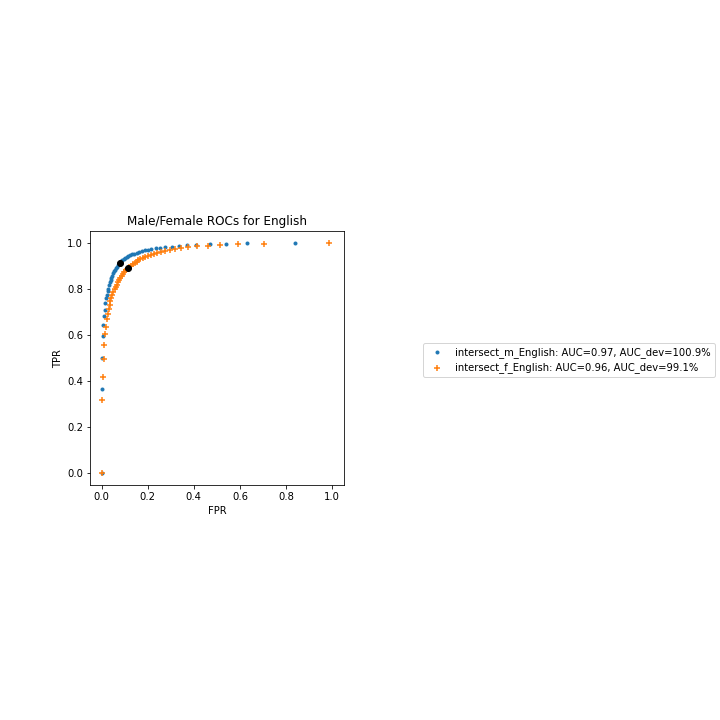 Male/Female ROCs for English
1.0
0.8
0.6
0.4
0.2
0.0
TPR
0.0 0.2 0.4 0.6 0.8 1.0
FPR
intersect_m_English: AUC=0.97, AUC_dev=100.9%
intersect_f_English: AUC=0.96, AUC_dev=99.1%